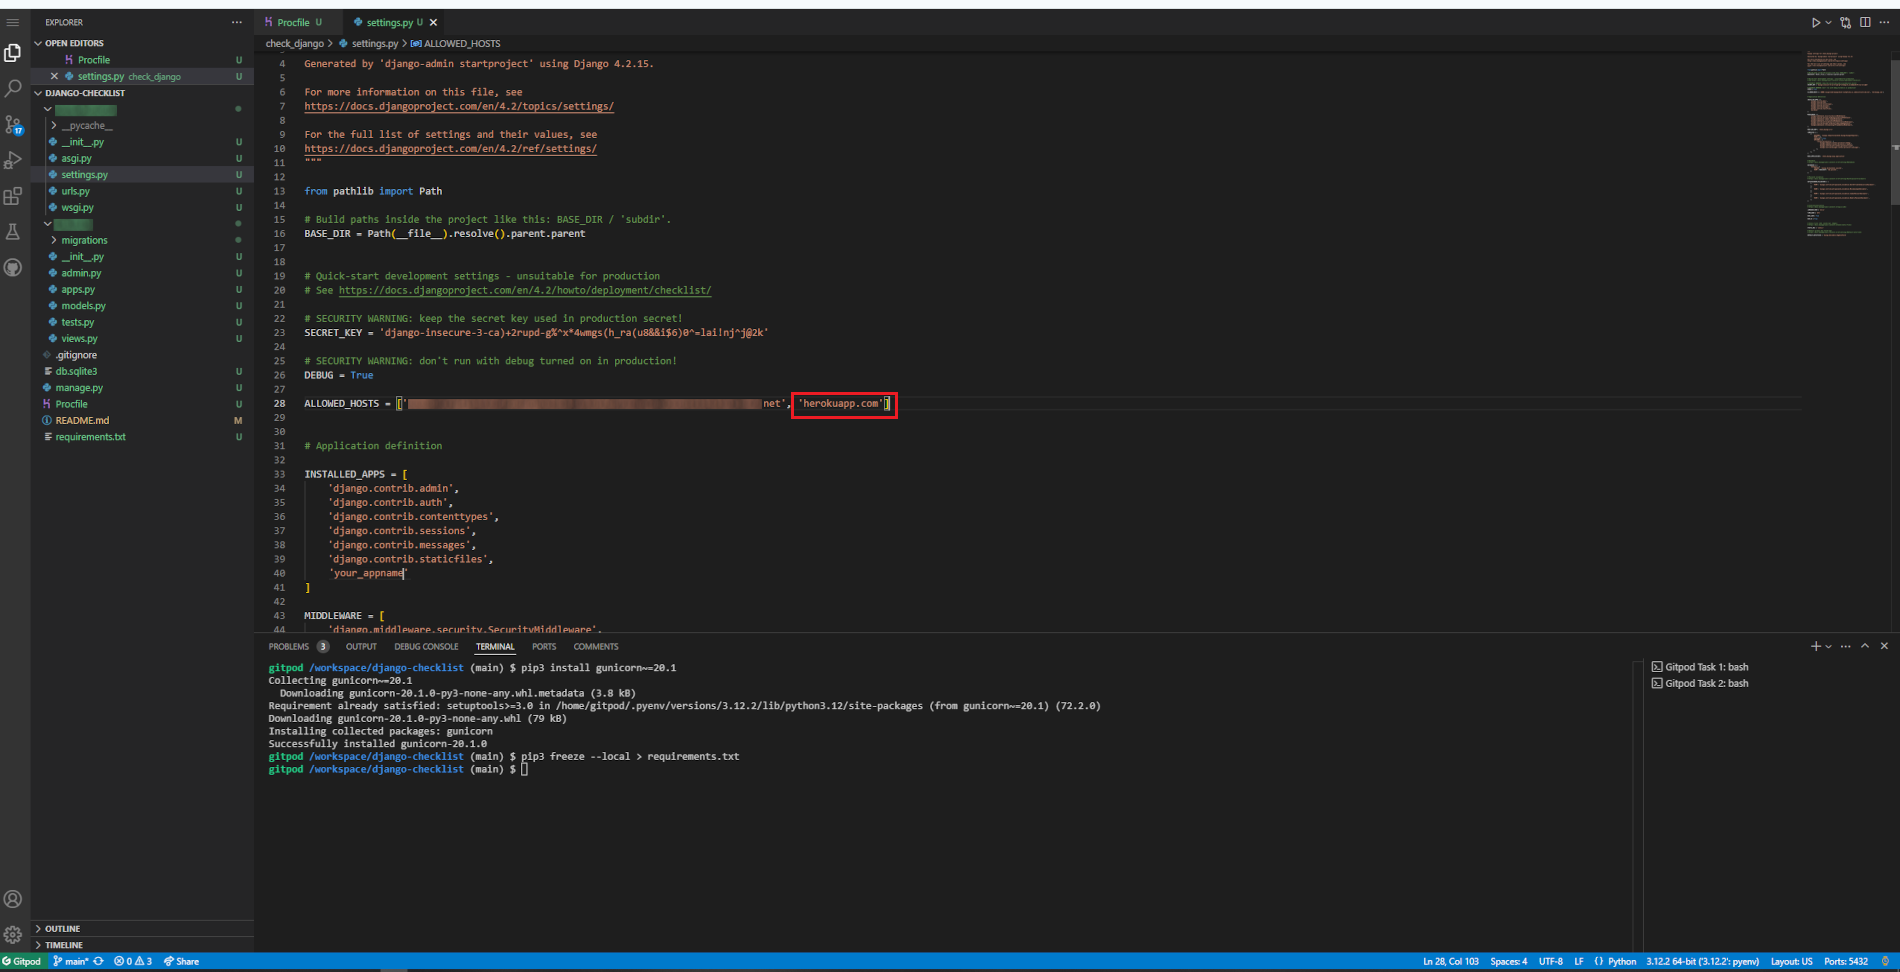 EXPLORER
OPEN EDITORS
Procfile U
settings.py check_django U
DJANGO-CHECKLIST
__pycache__
__init__.py U
asgi.py U
settings.py U
urls.py U
wsgi.py U
migrations
__init__.py U
admin.py U
apps.py U
models.py U
tests.py U
views.py U
.gitignore
db.sqlite3 U
manage.py U
Procfile U
README.md M
requirements.txt U
OUTLINE
TIMELINE
17
Procfile U
settings.py U
check_django > settings.py > ALLOWED_HOSTS
4 Generated by 'django-admin startproject' using Django 4.2.15.
5
6 For more information on this file, see
7 https://docs.djangoproject.com/en/4.2/topics/settings/
8
9 For the full list of settings and their values, see
10 https://docs.djangoproject.com/en/4.2/ref/settings/
11 """
12
13 from pathlib import Path
14
15 # Build paths inside the project like this: BASE_DIR / 'subdir'.
16 BASE_DIR = Path(__file__).resolve().parent.parent
17
18
19 # Quick-start development settings - unsuitable for production
20 # See https://docs.djangoproject.com/en/4.2/howto/deployment/checklist/
21
22 # SECURITY WARNING: keep the secret key used in production secret!
23 SECRET_KEY = 'django-insecure-3-ca)+2rupd-g%^x*4wmgs(h_ra(u8&&i$6)0^=lai!nj^j@2k'
24
25 # SECURITY WARNING: don't run with debug turned on in production!
26 DEBUG = True
27
28 ALLOWED_HOSTS = [' net', 'herokuapp.com']
29
30
31 # Application definition
32
33 INSTALLED_APPS = [
34 'django.contrib.admin',
35 'django.contrib.auth',
36 'django.contrib.contenttypes',
37 'django.contrib.sessions',
38 'django.contrib.messages',
39 'django.contrib.staticfiles',
40 'your_appname'
41 ]
42
43 MIDDLEWARE = [
44 'django.middleware.security.SecurityMiddleware',
PROBLEMS 3 OUTPUT DEBUG CONSOLE TERMINAL PORTS COMMENTS
gitpod /workspace/django-checklist (main) $ pip3 install gunicorn~=20.1
Collecting gunicorn~=20.1
Downloading gunicorn-20.1.0-py3-none-any.whl.metadata (3.8 kB)
Requirement already satisfied: setuptools>=3.0 in /home/gitpod/.pyenv/versions/3.12.2/lib/python3.12/site-packages (from gunicorn~=20.1) (72.2.0)
Downloading gunicorn-20.1.0-py3-none-any.whl (79 kB)
Installing collected packages: gunicorn
Successfully installed gunicorn-20.1.0
gitpod /workspace/django-checklist (main) $ pip3 freeze --local > requirements.txt
gitpod /workspace/django-checklist (main) $
Gitpod Task 1: bash
Gitpod Task 2: bash
Gitpod main* 0 3 Share
Ln 28, Col 103 Spaces: 4 UTF-8 LF {} Python 3.12.2 64-bit ('3.12.2': pyenv) Layout: US Ports: 5432